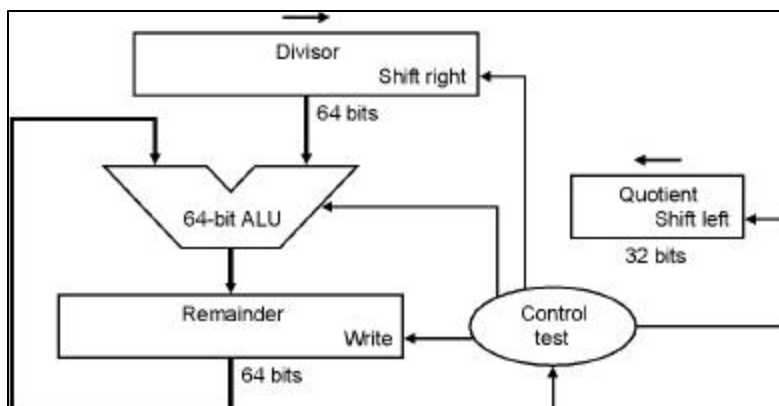 Divisor
Shift right
64 bits
64-bit ALU
Quotient
Shift left
32 bits
Remainder
Write
Control
test
64 bits